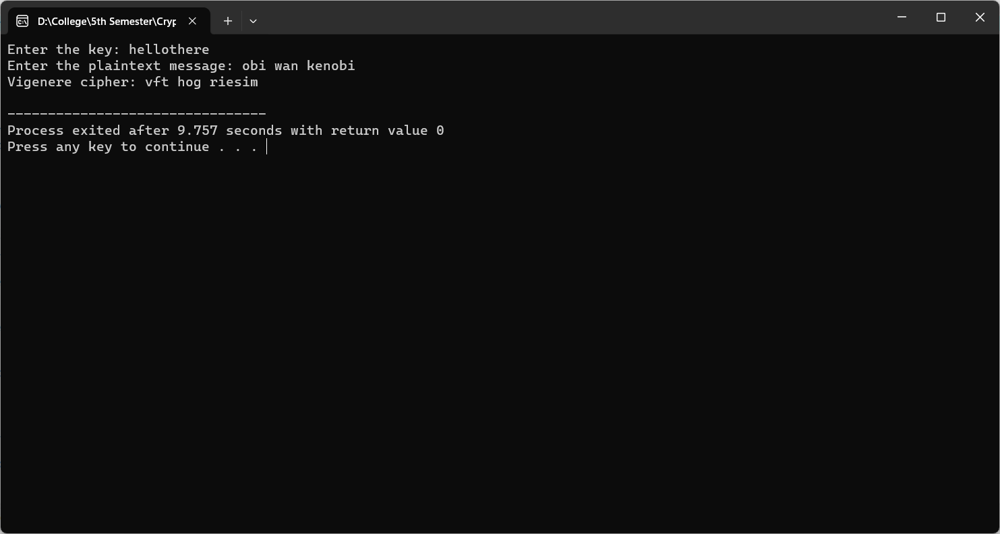 D:\College\5th Semester\Cryp
Enter the key: hellothere
Enter the plaintext message: obi wan kenobi
Vigenere cipher: vft hog riesim
--------------------------------
Process exited after 9.757 seconds with return value 0
Press any key to continue . . .